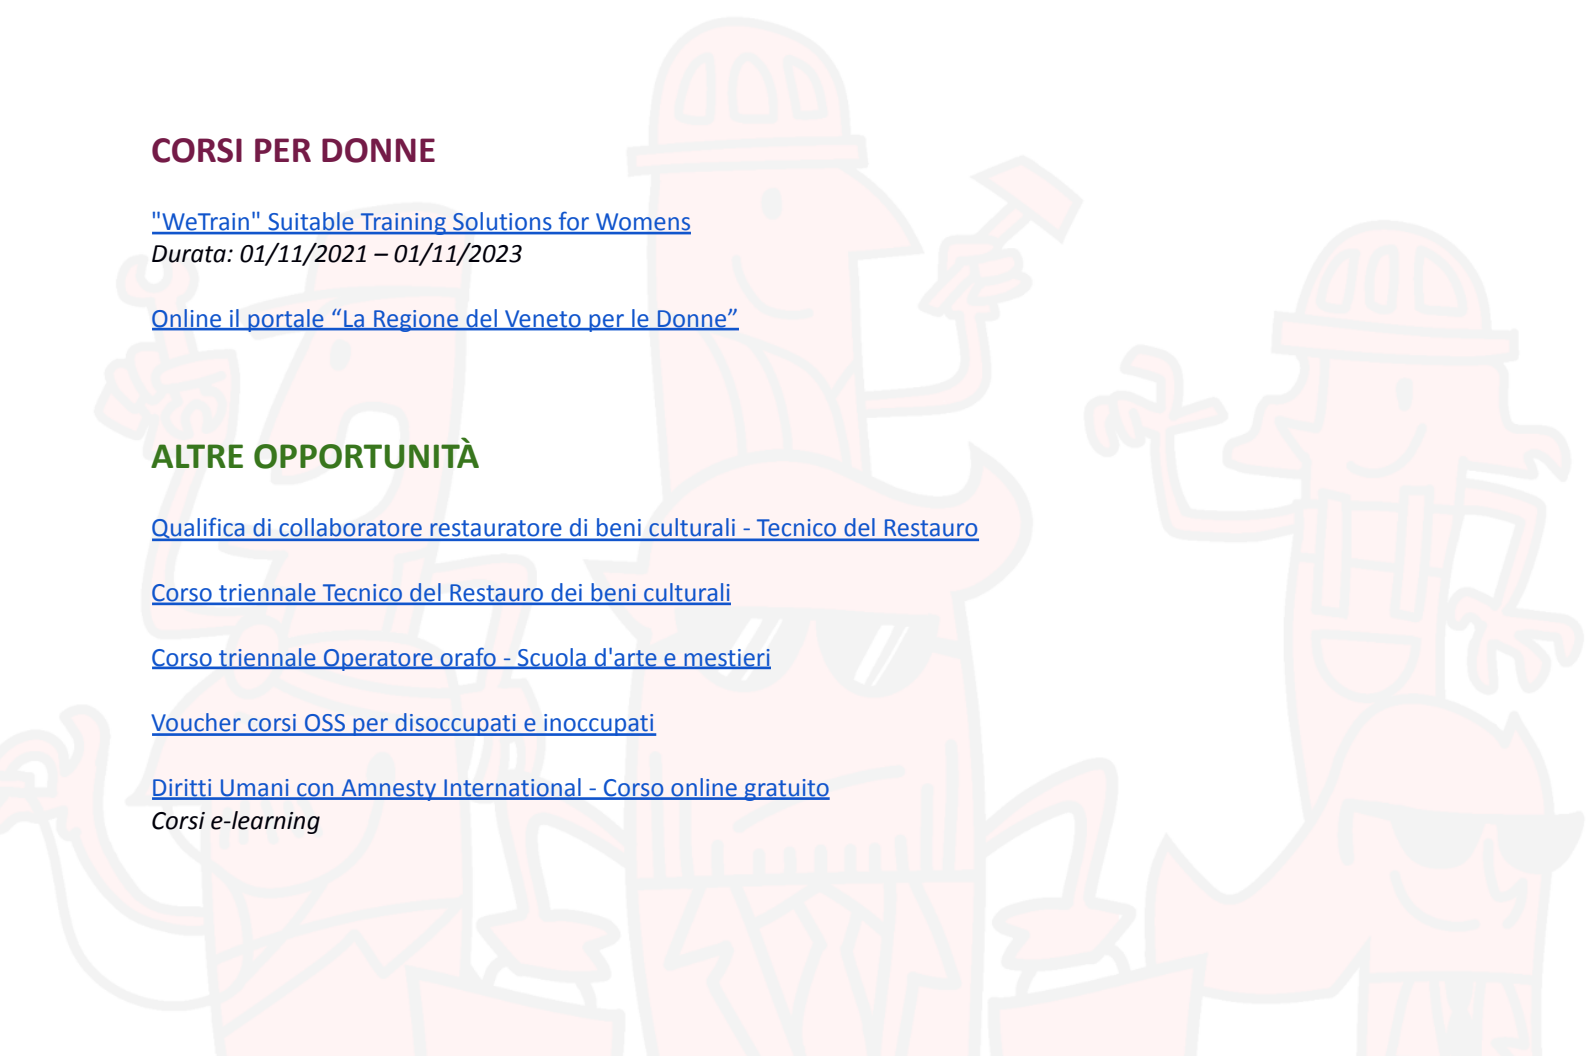 CORSI PER DONNE
"WeTrain" Suitable Training Solutions for Womens
Durata: 01/11/2021 – 01/11/2023
Online il portale “La Regione del Veneto per le Donne”
ALTRE OPPORTUNITÀ
Qualifica di collaboratore restauratore di beni culturali - Tecnico del Restauro
Corso triennale Tecnico del Restauro dei beni culturali
Corso triennale Operatore orafo - Scuola d'arte e mestieri
Voucher corsi OSS per disoccupati e inoccupati
Diritti Umani con Amnesty International - Corso online gratuito
Corsi e-learning